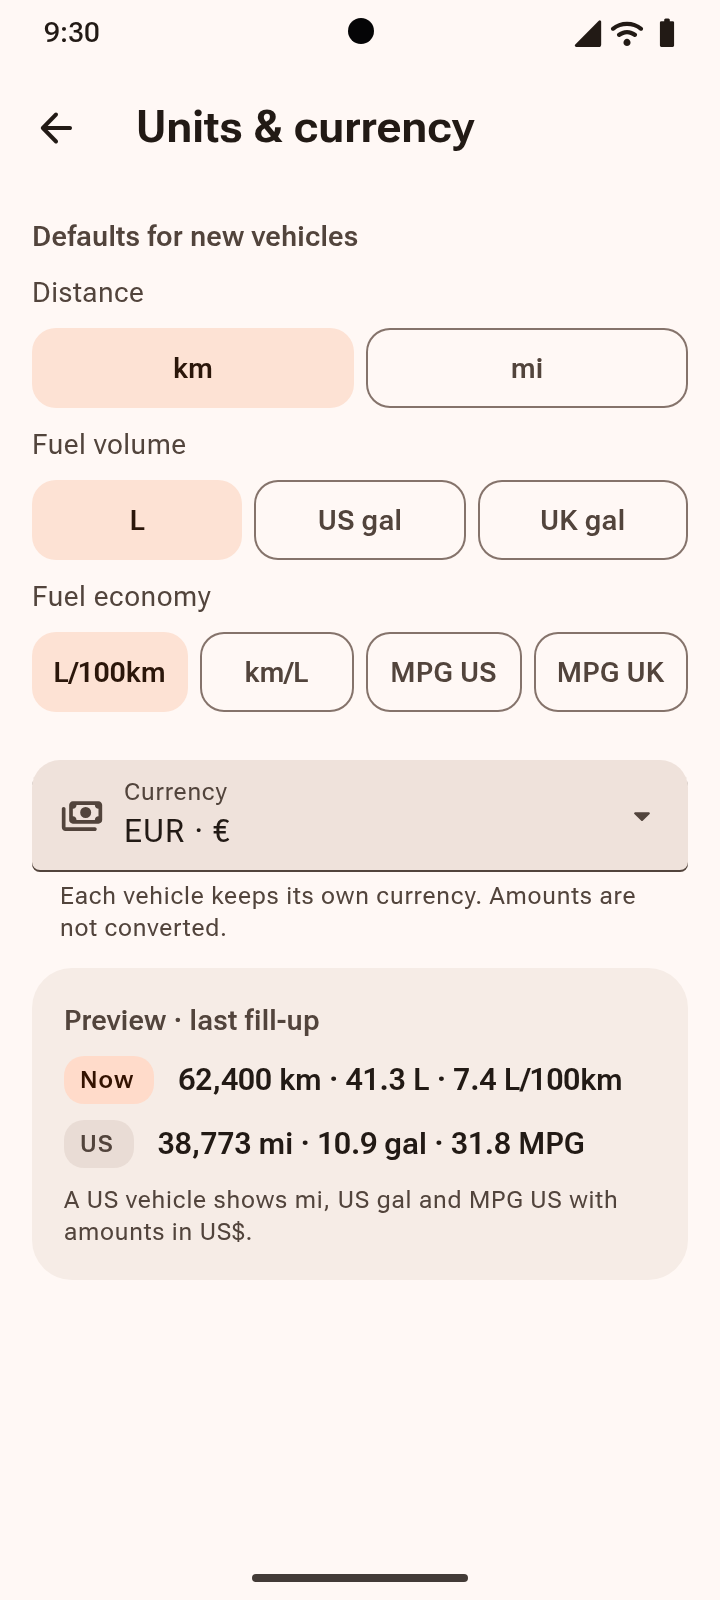 9:30
Units & currency
Defaults for new vehicles
Distance
km
mi
Fuel volume
L
US gal
UK gal
Fuel economy
L/100km
km/L
MPG US
MPG UK
Currency
EUR · €
Each vehicle keeps its own currency. Amounts are
not converted.
Preview · last fill-up
Now 62,400 km · 41.3 L · 7.4 L/100km
US 38,773 mi · 10.9 gal · 31.8 MPG
A US vehicle shows mi, US gal and MPG US with
amounts in US$.